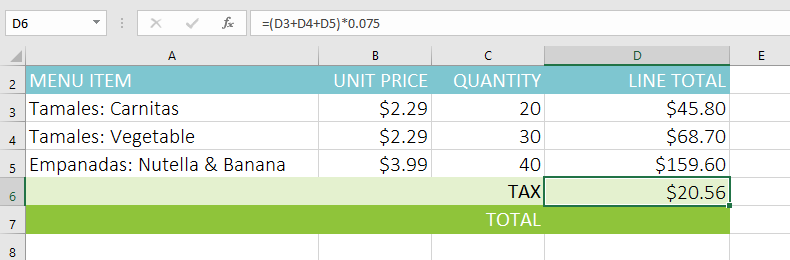 D6 fx =(D3+D4+D5)*0.075
A B C D E
2 MENU ITEM UNIT PRICE QUANTITY LINE TOTAL
3 Tamales: Carnitas $2.29 20 $45.80
4 Tamales: Vegetable $2.29 30 $68.70
5 Empanadas: Nutella & Banana $3.99 40 $159.60
6 TAX $20.56
7 TOTAL
8